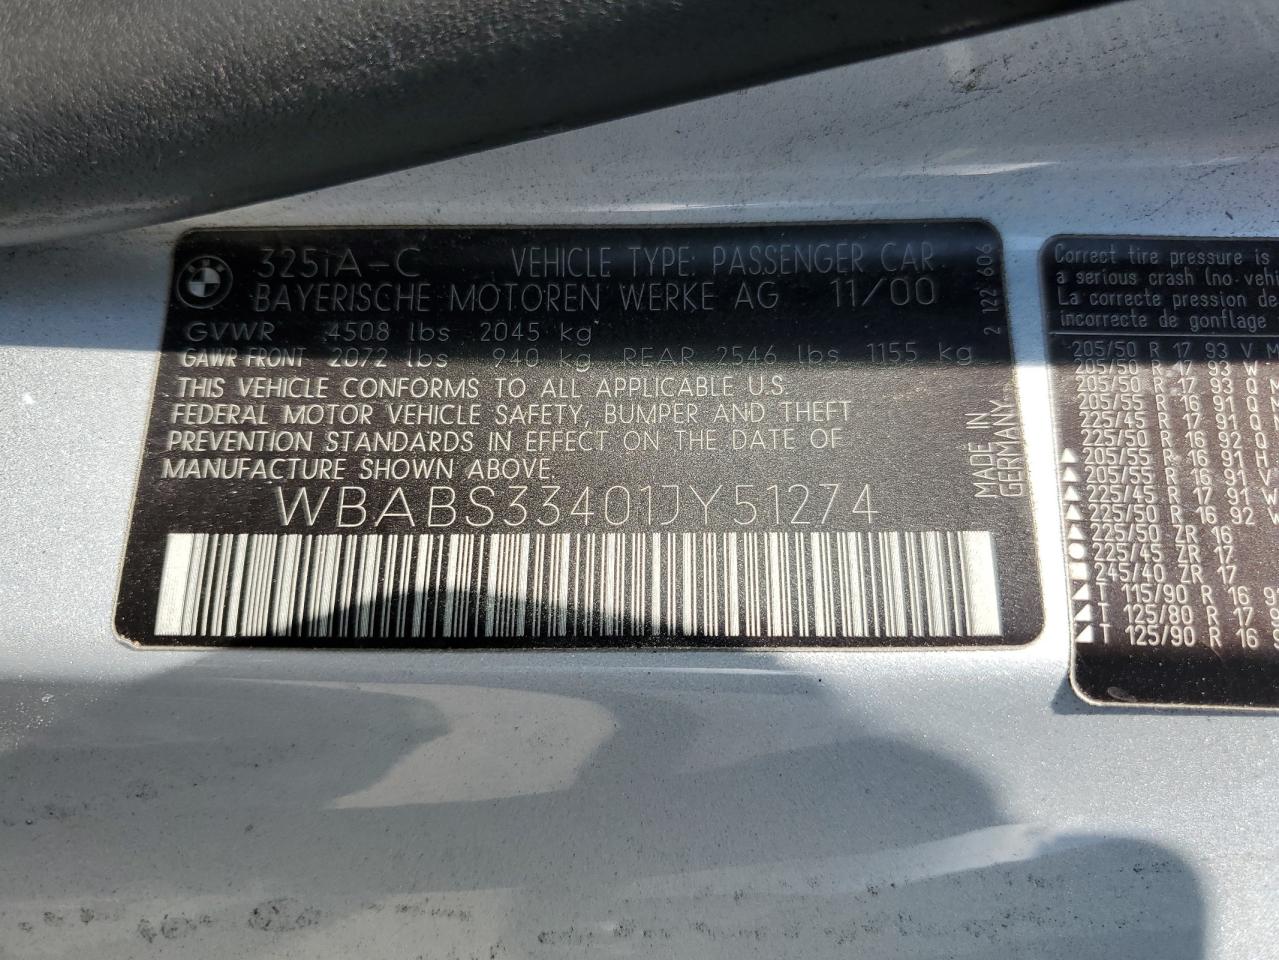 325iA-C VEHICLE TYPE: PASSENGER CAR
BAYERISCHE MOTOREN WERKE AG 11/00
GVWR 4508 lbs 2045 kg
GAWR FRONT 2072 lbs 940 kg REAR 2546 lbs 1155 kg
THIS VEHICLE CONFORMS TO ALL APPLICABLE U.S.
FEDERAL MOTOR VEHICLE SAFETY, BUMPER AND THEFT
PREVENTION STANDARDS IN EFFECT ON THE DATE OF
MANUFACTURE SHOWN ABOVE.
WBABS33401JY51274
2 122 606
MADE IN
GERMANY
Correct tire pressure is
a serious crash (no-vehi
La correcte pression de
incorrecte de gonflage
205/50 R 17 93 V M
205/50 R 17 93 W
205/50 R 17 93 Q M
205/55 R 16 91 Q M
225/45 R 17 91 Q
225/50 R 16 92 Q
205/55 R 16 91 V
225/45 R 17 91 W
225/50 R 16 92 W
225/50 ZR 16
225/45 ZR 17
245/40 ZR 17
T 115/90 R 16 9
T 125/80 R 17 9
T 125/90 R 16 9